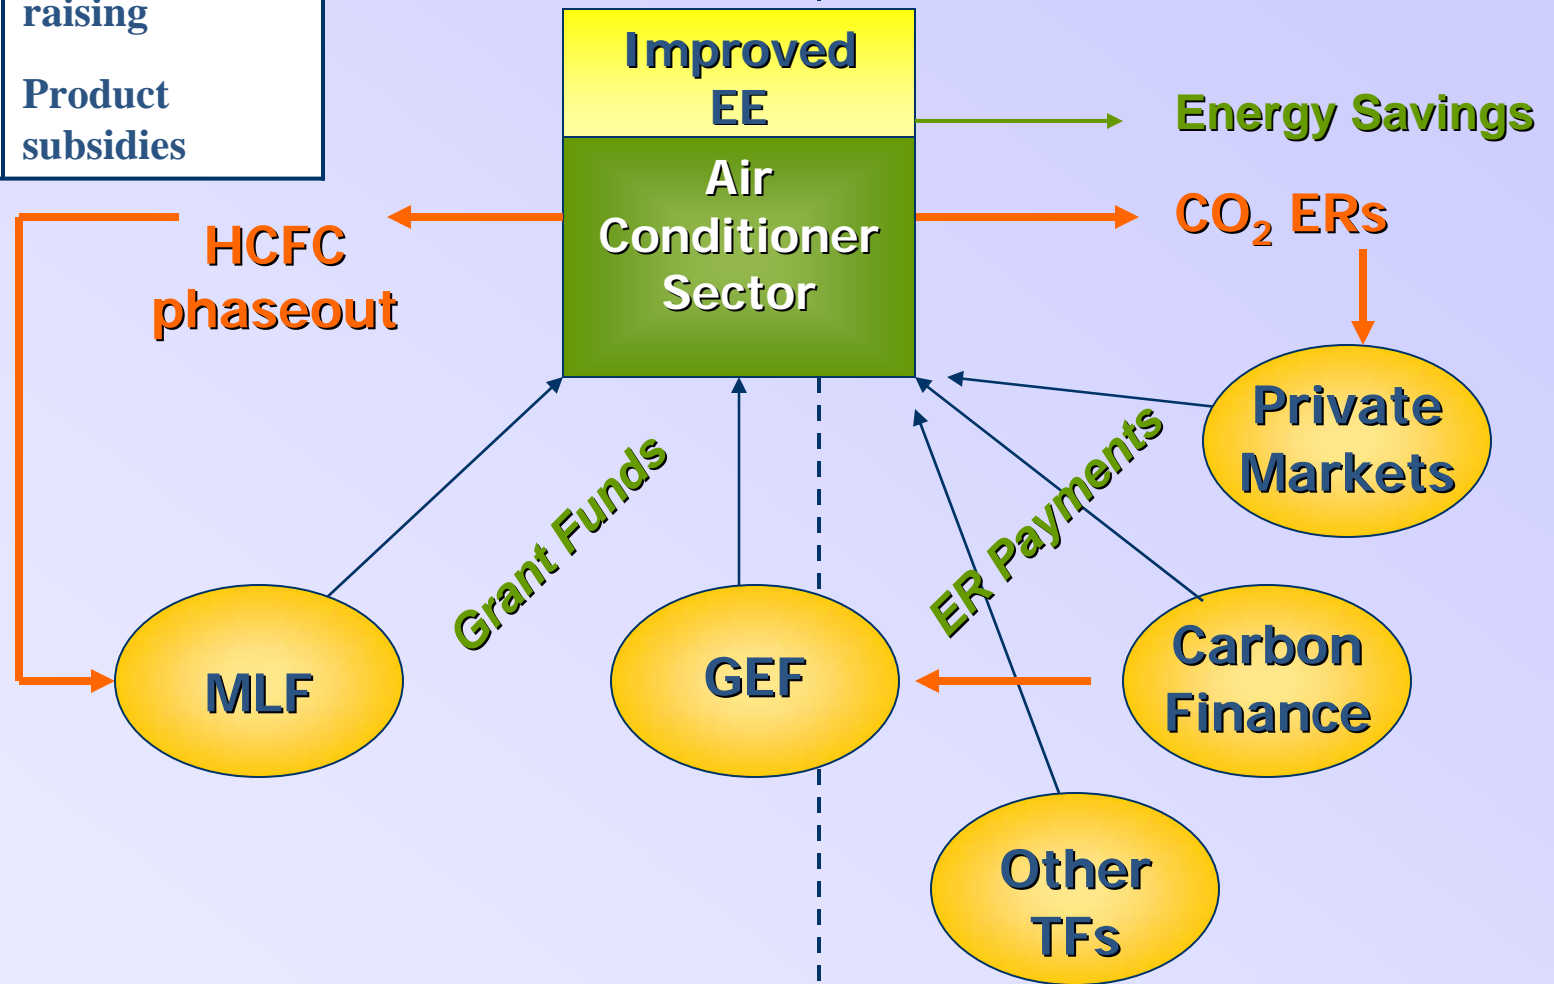 raising
Product
subsidies
Improved
EE
Air
Conditioner
Sector
Energy Savings
CO₂ ERs
HCFC
phaseout
Private
Markets
Grant Funds
ER Payments
MLF
GEF
Carbon
Finance
Other
TFs